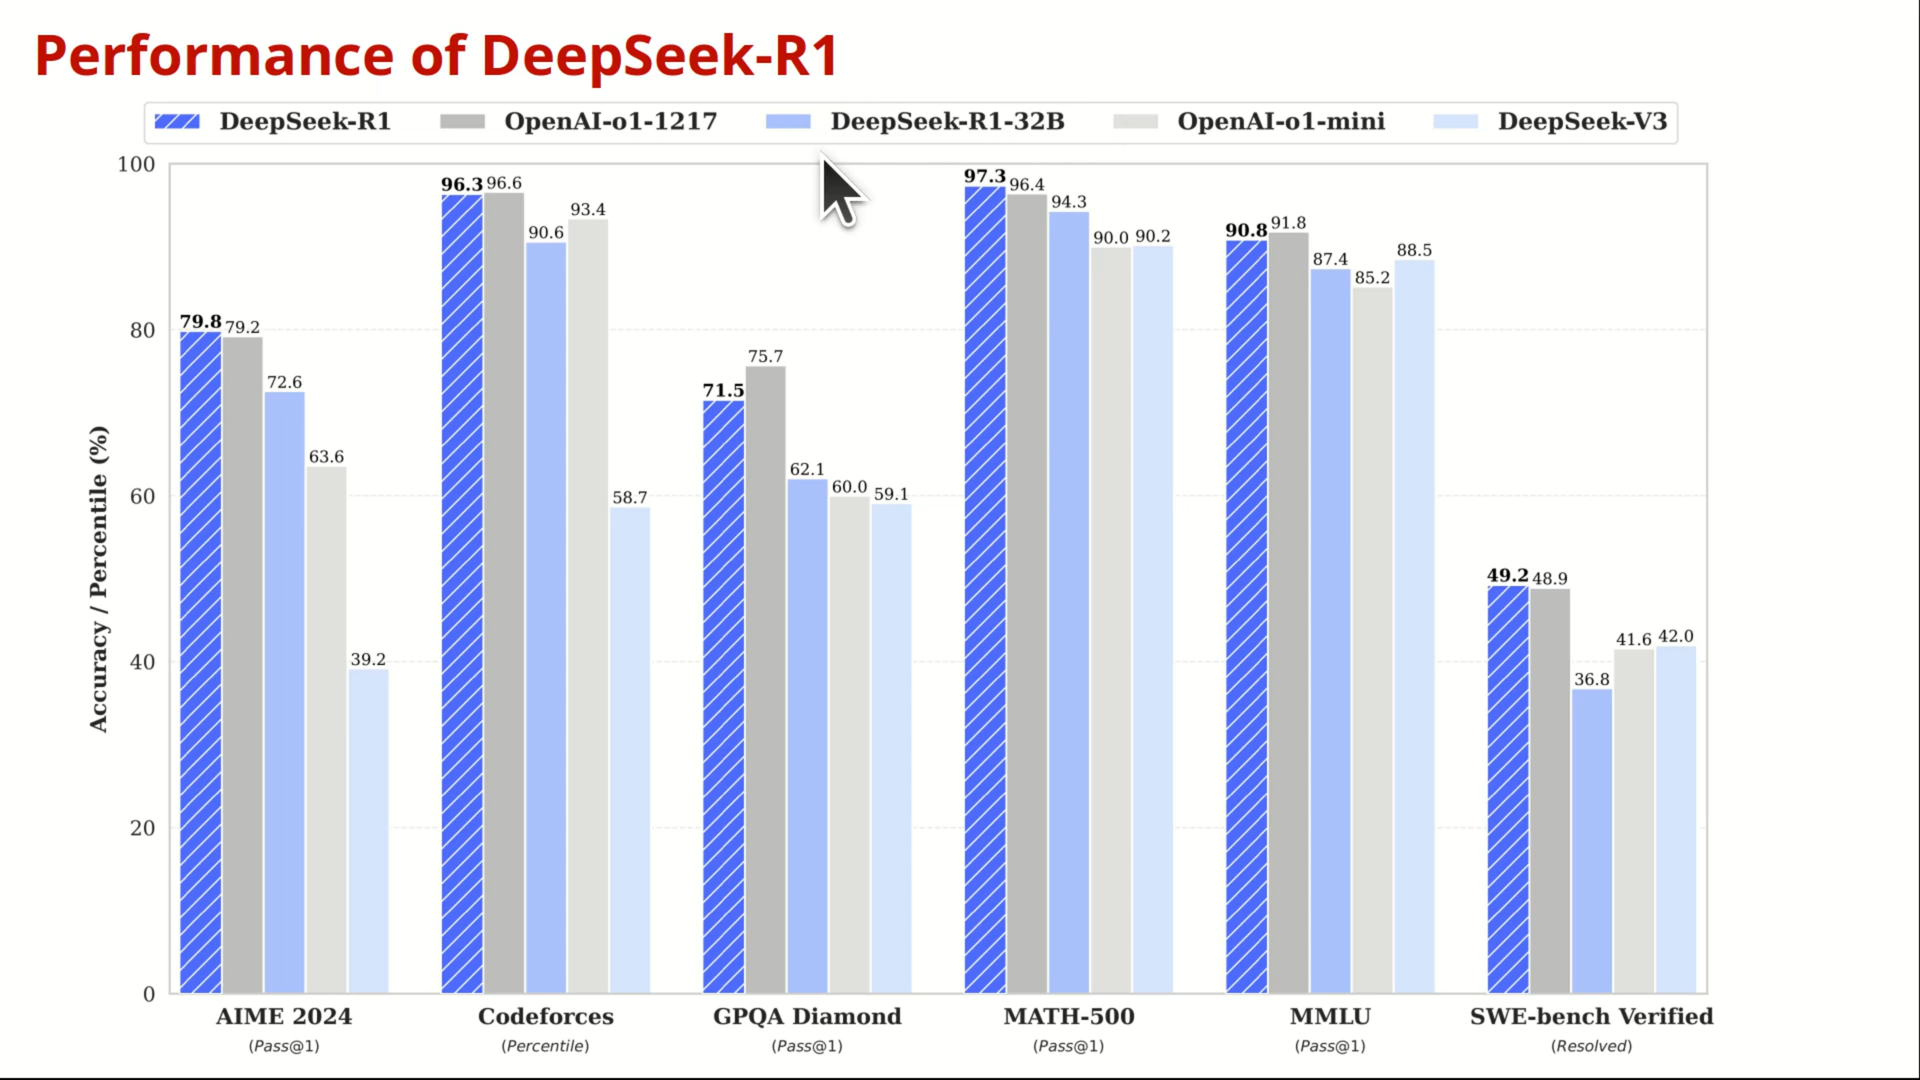 Performance of DeepSeek-R1
DeepSeek-R1 OpenAI-o1-1217 DeepSeek-R1-32B OpenAI-o1-mini DeepSeek-V3
Accuracy / Percentile (%)
100
80
60
40
20
0
79.8 79.2 72.6 63.6 39.2
96.3 96.6 90.6 93.4 58.7
71.5 75.7 62.1 60.0 59.1
97.3 96.4 94.3 90.0 90.2
90.8 91.8 87.4 85.2 88.5
49.2 48.9 36.8 41.6 42.0
AIME 2024 Codeforces GPQA Diamond MATH-500 MMLU SWE-bench Verified
(Pass@1) (Percentile) (Pass@1) (Pass@1) (Pass@1) (Resolved)